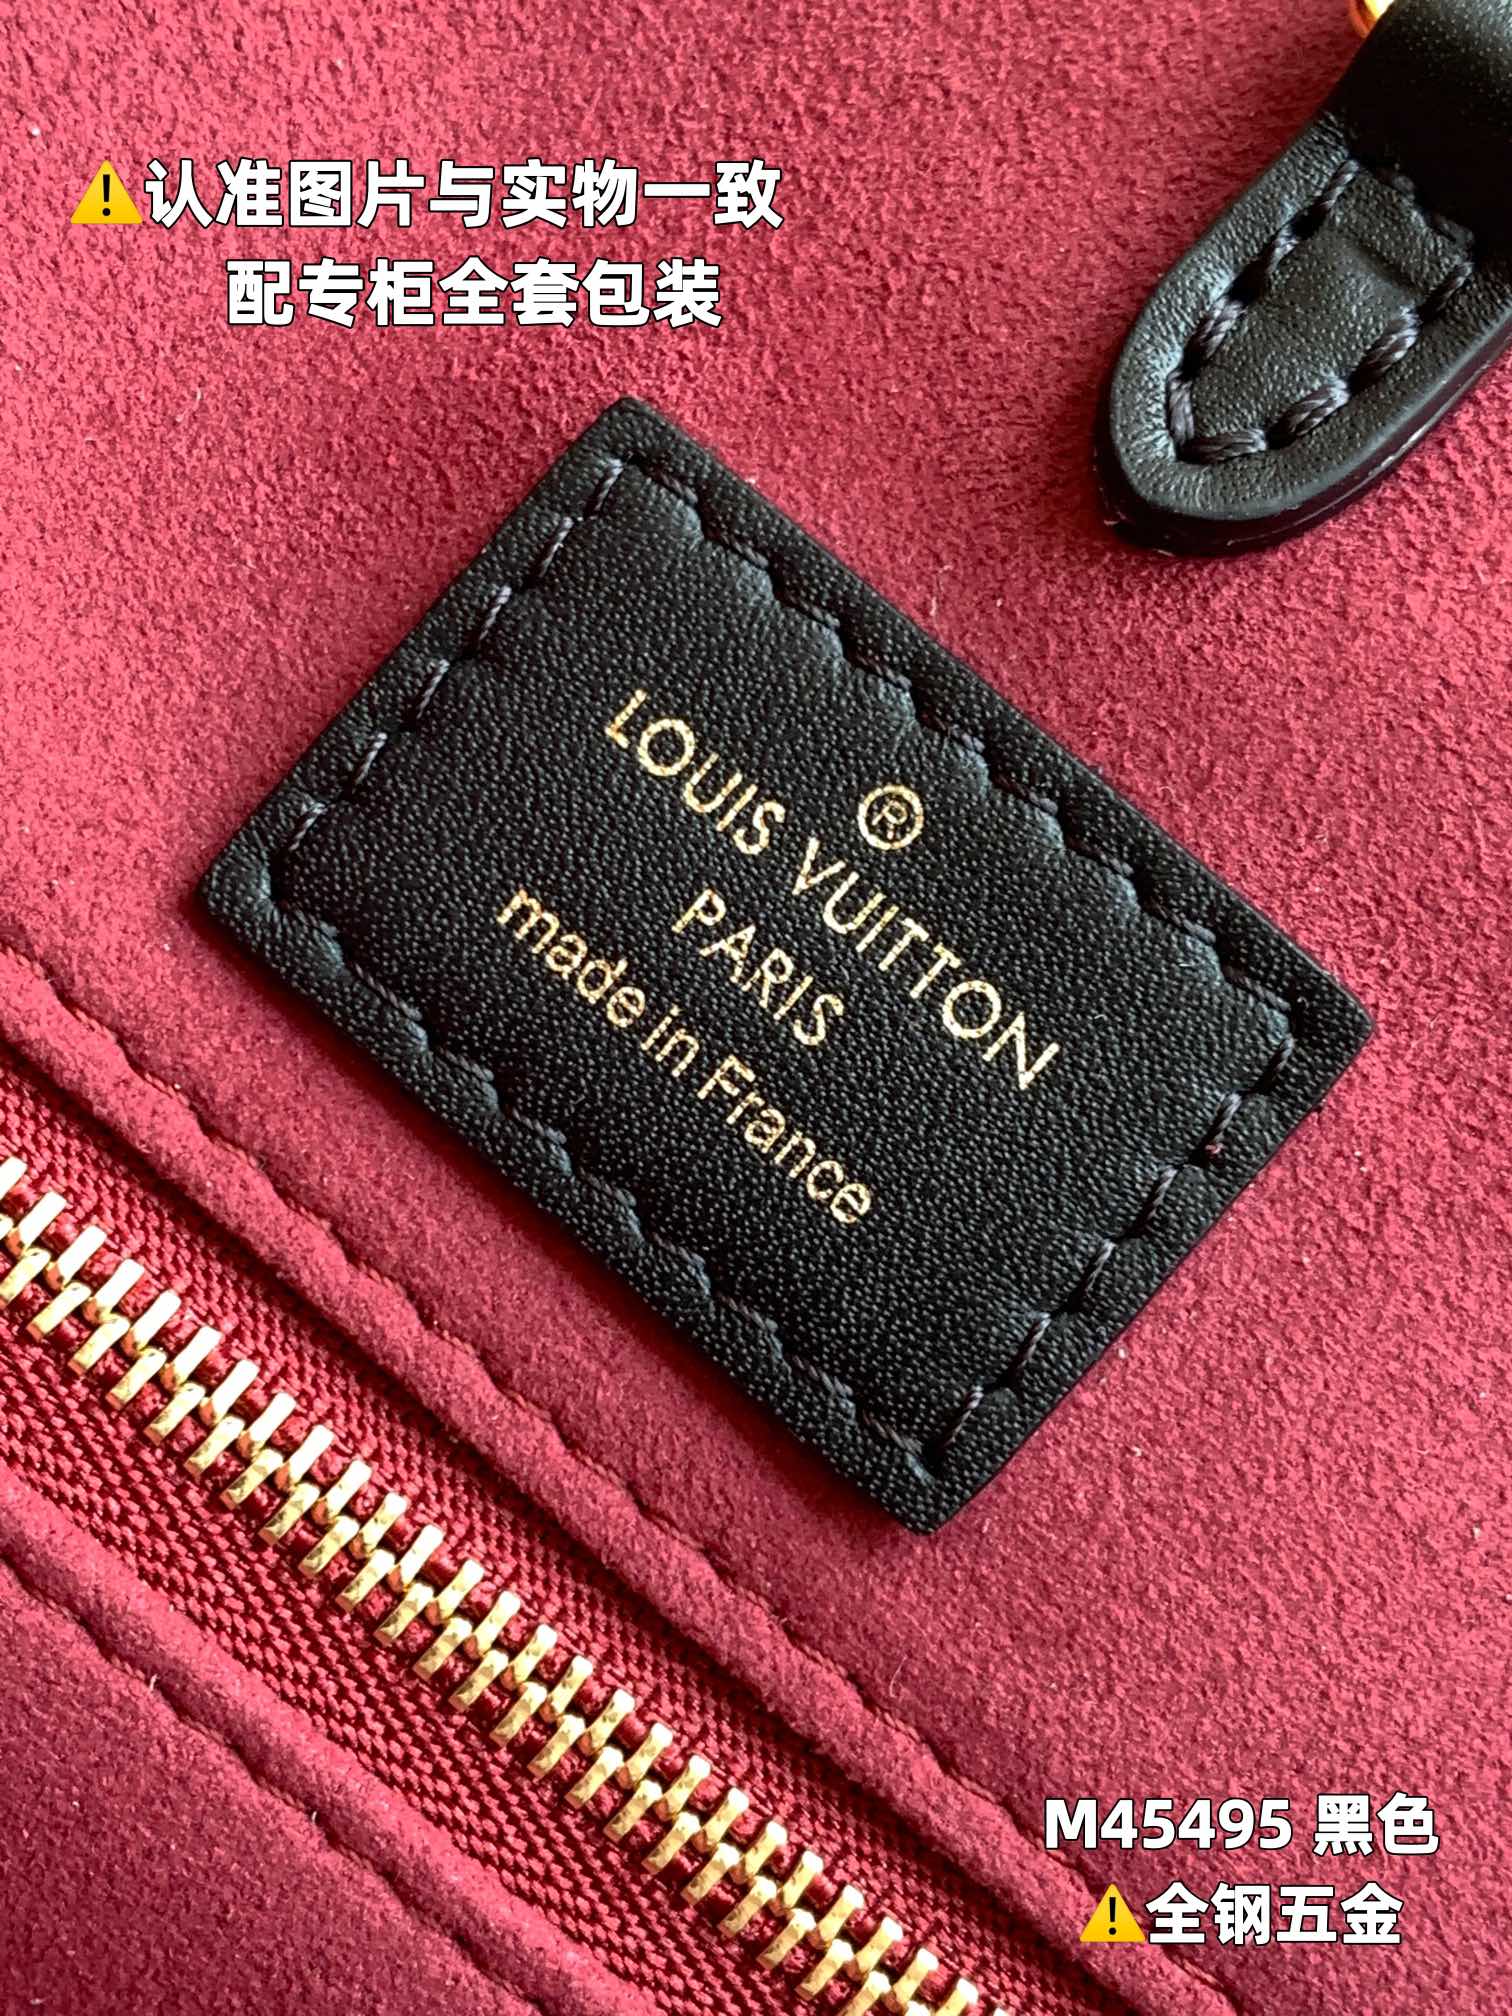 ⚠️认准图片与实物一致
配专柜全套包装
®
LOUIS VUITTON
PARIS
made in France
M45495 黑色
⚠️全钢五金